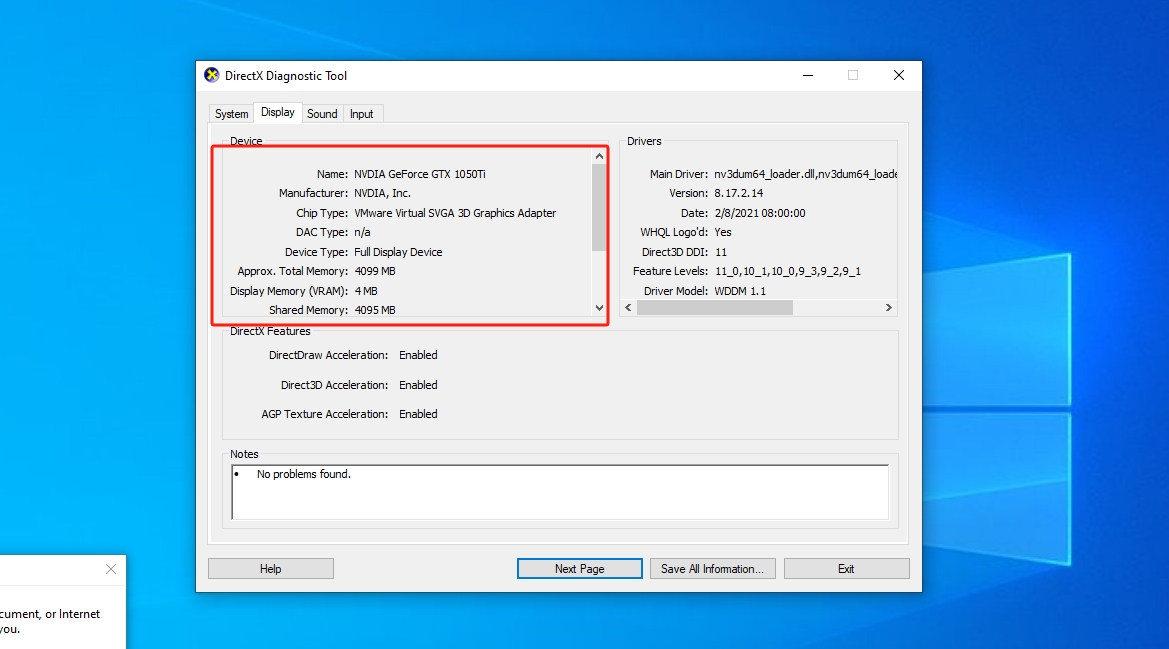 DirectX Diagnostic Tool
System Display Sound Input
Device
Name: NVIDIA GeForce GTX 1050Ti
Manufacturer: NVIDIA, Inc.
Chip Type: VMware Virtual SVGA 3D Graphics Adapter
DAC Type: n/a
Device Type: Full Display Device
Approx. Total Memory: 4099 MB
Display Memory (VRAM): 4 MB
Shared Memory: 4095 MB
Drivers
Main Driver: nv3dum64_loader.dll,nv3dum64_loade
Version: 8.17.2.14
Date: 2/8/2021 08:00:00
WHQL Logo'd: Yes
Direct3D DDI: 11
Feature Levels: 11_0,10_1,10_0,9_3,9_2,9_1
Driver Model: WDDM 1.1
DirectX Features
DirectDraw Acceleration: Enabled
Direct3D Acceleration: Enabled
AGP Texture Acceleration: Enabled
Notes
• No problems found.
Help Next Page Save All Information... Exit
cument, or Internet
you.